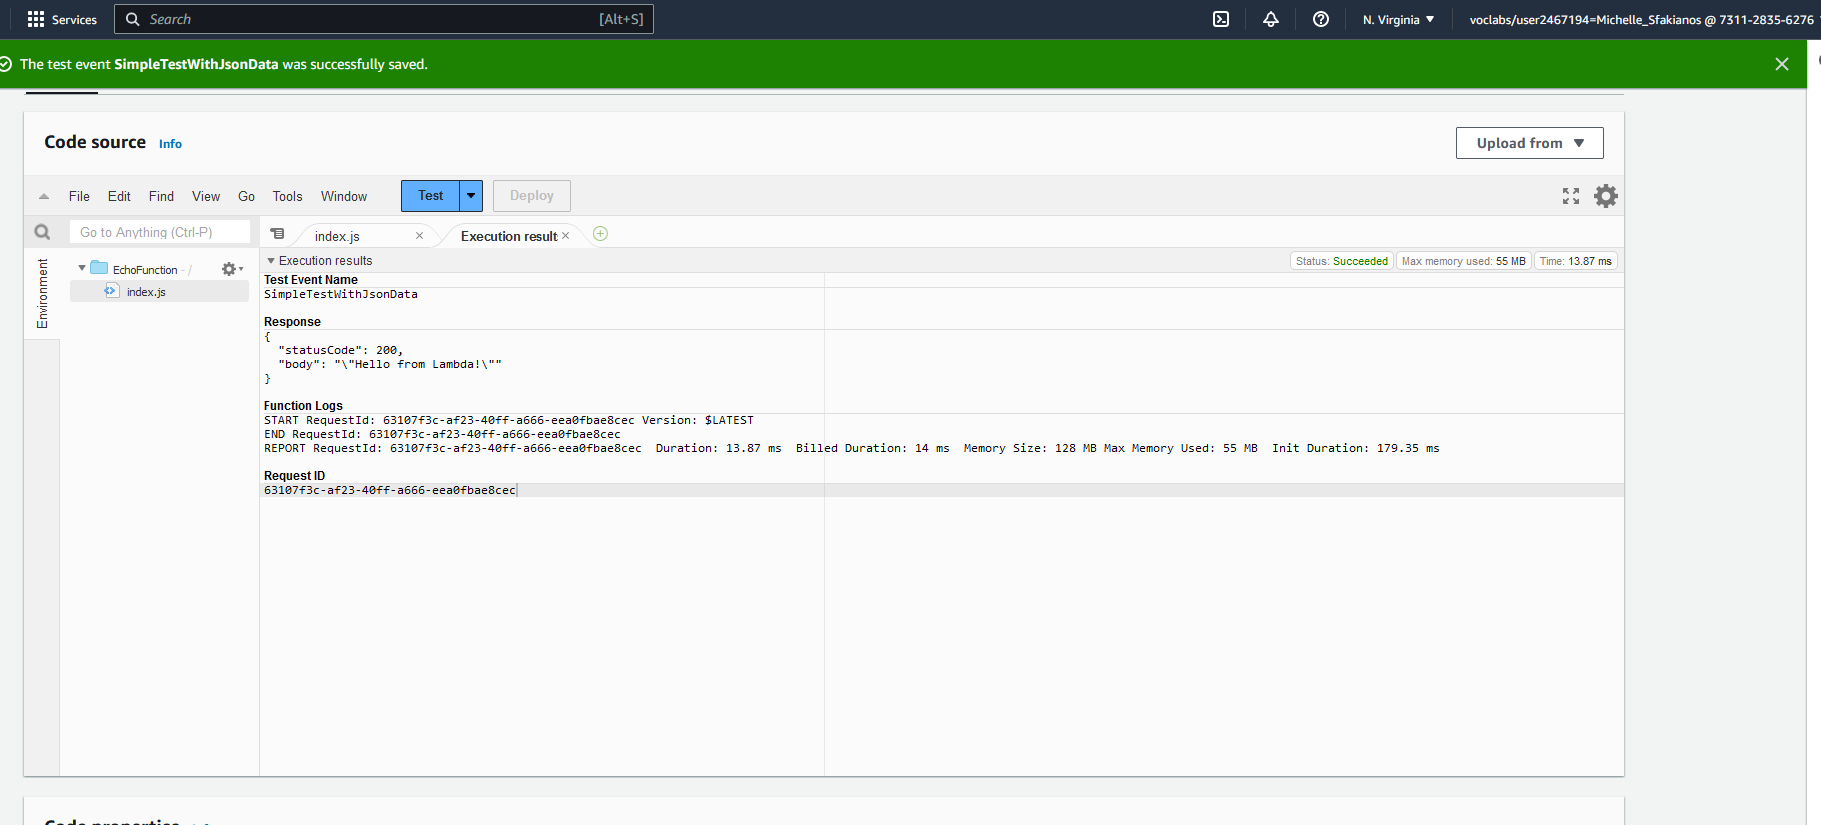 Services
Search
[Alt+S]
N. Virginia
voclabs/user2467194=Michelle_Sfakianos @ 7311-2835-6276
The test event SimpleTestWithJsonData was successfully saved.
Code source Info
Upload from
File Edit Find View Go Tools Window
Test
Deploy
Go to Anything (Ctrl-P)
index.js
Execution result
Environment
EchoFunction - /
index.js
Execution results
Status: Succeeded
Max memory used: 55 MB
Time: 13.87 ms
Test Event Name
SimpleTestWithJsonData
Response
{
"statusCode": 200,
"body": "\"Hello from Lambda!\""
}
Function Logs
START RequestId: 63107f3c-af23-40ff-a666-eea0fbae8cec Version: $LATEST
END RequestId: 63107f3c-af23-40ff-a666-eea0fbae8cec
REPORT RequestId: 63107f3c-af23-40ff-a666-eea0fbae8cec Duration: 13.87 ms Billed Duration: 14 ms Memory Size: 128 MB Max Memory Used: 55 MB Init Duration: 179.35 ms
Request ID
63107f3c-af23-40ff-a666-eea0fbae8cec
Code properties